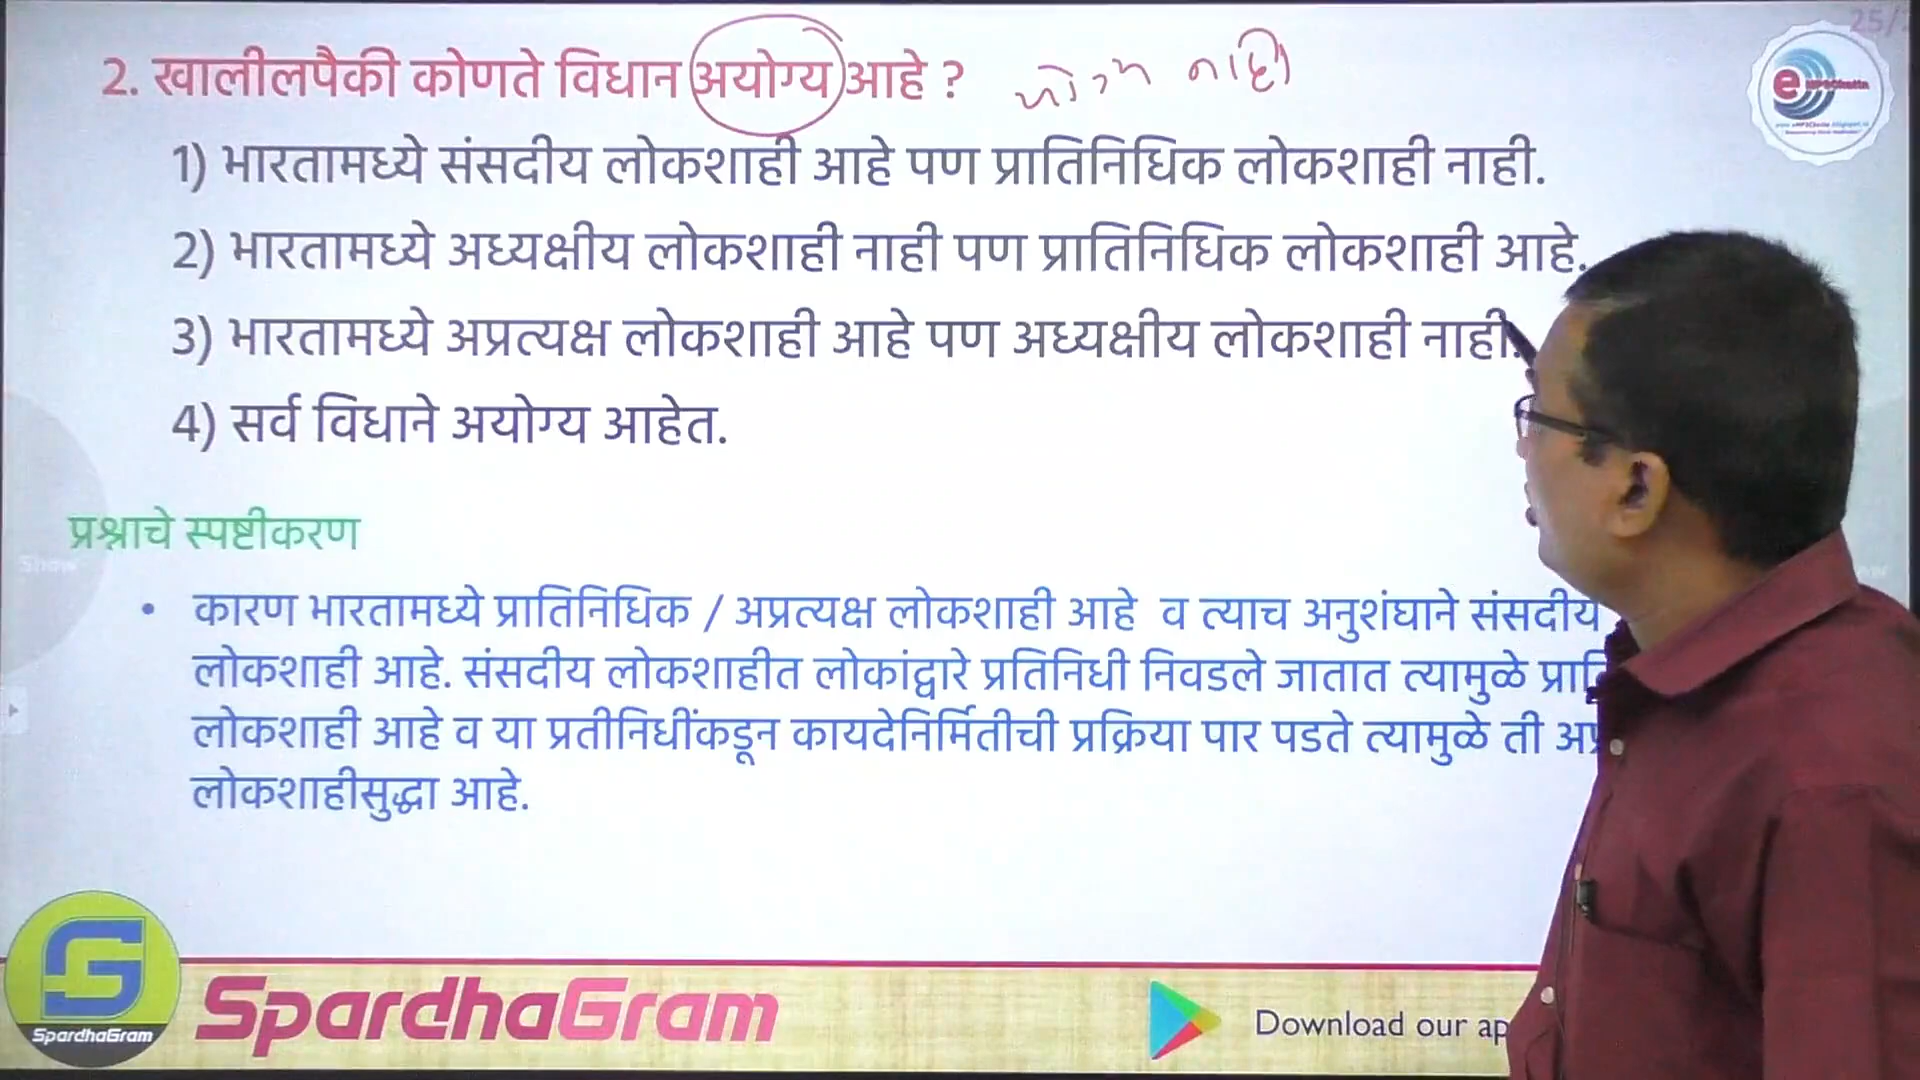 2. खालीलपैकी कोणते विधान अयोग्य आहे ? योग्य नाही
1) भारतामध्ये संसदीय लोकशाही आहे पण प्रातिनिधिक लोकशाही नाही.
2) भारतामध्ये अध्यक्षीय लोकशाही नाही पण प्रातिनिधिक लोकशाही आहे.
3) भारतामध्ये अप्रत्यक्ष लोकशाही आहे पण अध्यक्षीय लोकशाही नाही.
4) सर्व विधाने अयोग्य आहेत.
प्रश्नाचे स्पष्टीकरण
• कारण भारतामध्ये प्रातिनिधिक / अप्रत्यक्ष लोकशाही आहे व त्याच अनुशंघाने संसदीय
लोकशाही आहे. संसदीय लोकशाहीत लोकांद्वारे प्रतिनिधी निवडले जातात त्यामुळे
लोकशाही आहे व या प्रतीनिधींकडून कायदेनिर्मितीची प्रक्रिया पार पडते त्यामुळे ती
लोकशाहीसुद्धा आहे.
SpardhaGram
SpardhaGram
Download our